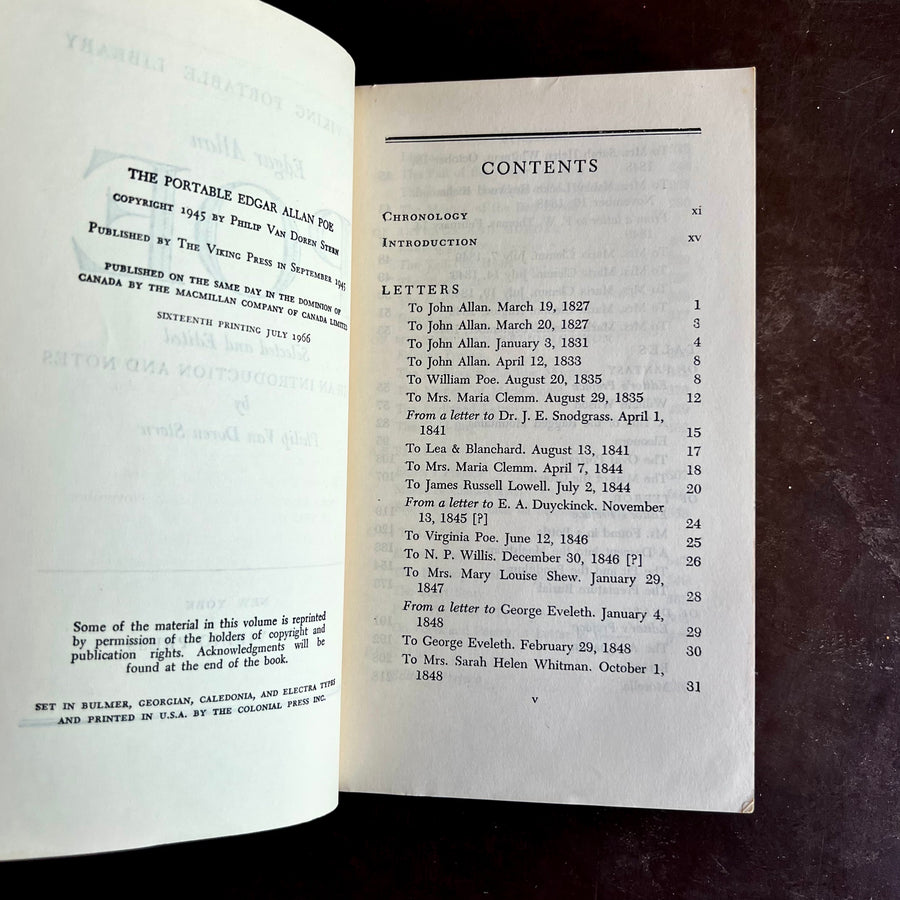 THE PORTABLE EDGAR ALLAN POE
COPYRIGHT 1945 BY PHILIP VAN DOREN STERN
PUBLISHED BY THE VIKING PRESS IN SEPTEMBER 1945
PUBLISHED ON THE SAME DAY IN THE DOMINION OF
CANADA BY THE MACMILLAN COMPANY OF CANADA LIMITED
SIXTEENTH PRINTING JULY 1966
Some of the material in this volume is reprinted
by permission of the holders of copyright and
publication rights. Acknowledgments will be
found at the end of the book.
SET IN BULMER, GEORGIAN, CALEDONIA, AND ELECTRA TYPES
AND PRINTED IN U.S.A. BY THE COLONIAL PRESS INC.
CONTENTS
CHRONOLOGY xi
INTRODUCTION xv
LETTERS
To John Allan. March 19, 1827 1
To John Allan. March 20, 1827 3
To John Allan. January 3, 1831 4
To John Allan. April 12, 1833 8
To William Poe. August 20, 1835 8
To Mrs. Maria Clemm. August 29, 1835 12
From a letter to Dr. J. E. Snodgrass. April 1,
1841 15
To Lea & Blanchard. August 13, 1841 17
To Mrs. Maria Clemm. April 7, 1844 18
To James Russell Lowell. July 2, 1844 20
From a letter to E. A. Duyckinck. November
13, 1845 [?] 24
To Virginia Poe. June 12, 1846 25
To N. P. Willis. December 30, 1846 [?] 26
To Mrs. Mary Louise Shew. January 29,
1847 28
From a letter to George Eveleth. January 4,
1848 29
To George Eveleth. February 29, 1848 30
To Mrs. Sarah Helen Whitman. October 1,
1848 31
v